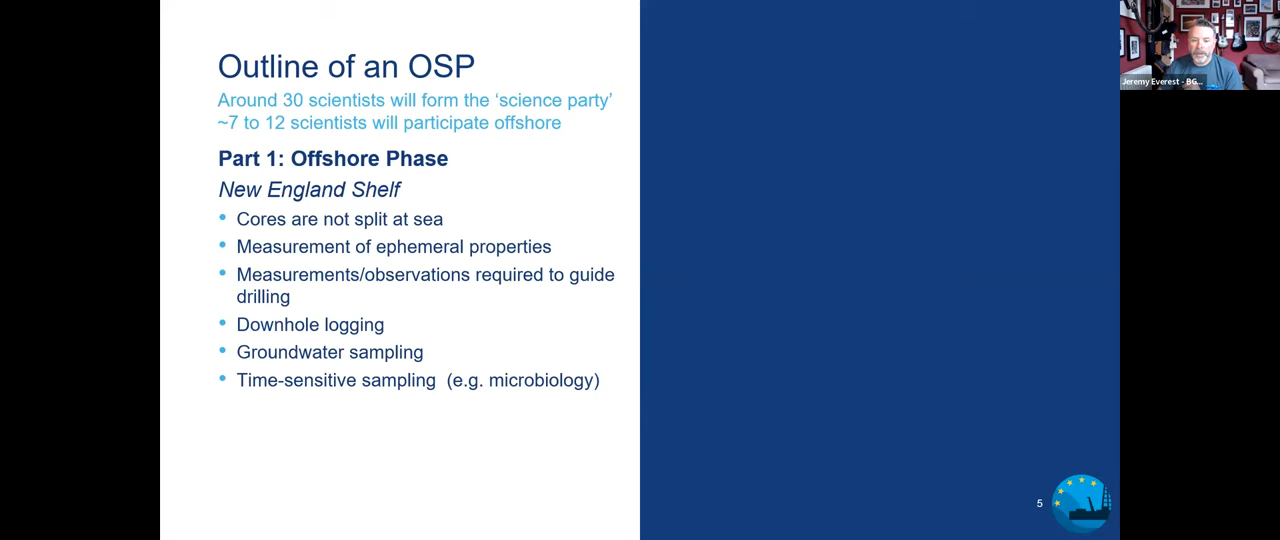 Outline of an OSP
Around 30 scientists will form the ‘science party’
~7 to 12 scientists will participate offshore
Part 1: Offshore Phase
New England Shelf
• Cores are not split at sea
• Measurement of ephemeral properties
• Measurements/observations required to guide
drilling
• Downhole logging
• Groundwater sampling
• Time-sensitive sampling (e.g. microbiology)
5
Jeremy Everest - BG...